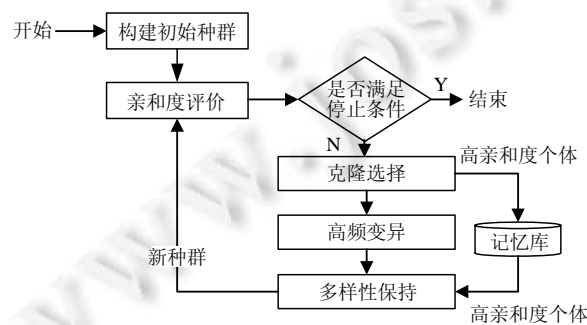 开始
构建初始种群
亲和度评价
是否满足
停止条件
Y
结束
N
克隆选择
高亲和度个体
高频变异
记忆库
新种群
多样性保持
高亲和度个体